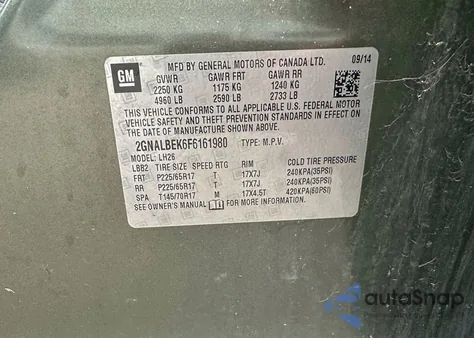 GM
MFD BY GENERAL MOTORS OF CANADA LTD. 09/14
GVWR GAWR FRT GAWR RR
2250 KG 1175 KG 1240 KG
4960 LB 2590 LB 2733 LB
THIS VEHICLE CONFORMS TO ALL APPLICABLE U.S. FEDERAL MOTOR
VEHICLE SAFETY AND THEFT PREVENTION STANDARDS IN EFFECT ON
THE DATE OF MANUFACTURE SHOWN ABOVE.
2GNALBEK6F6161980 TYPE: M.P.V.
MODEL: LH26
LBB2 TIRE SIZE SPEED RTG RIM COLD TIRE PRESSURE
FRT P225/65R17 T 17X7J 240KPA(35PSI)
RR P225/65R17 T 17X7J 240KPA(35PSI)
SPA T145/70R17 M 17X4.5T 420KPA(60PSI)
SEE OWNER'S MANUAL FOR MORE INFORMATION.
autoSnap